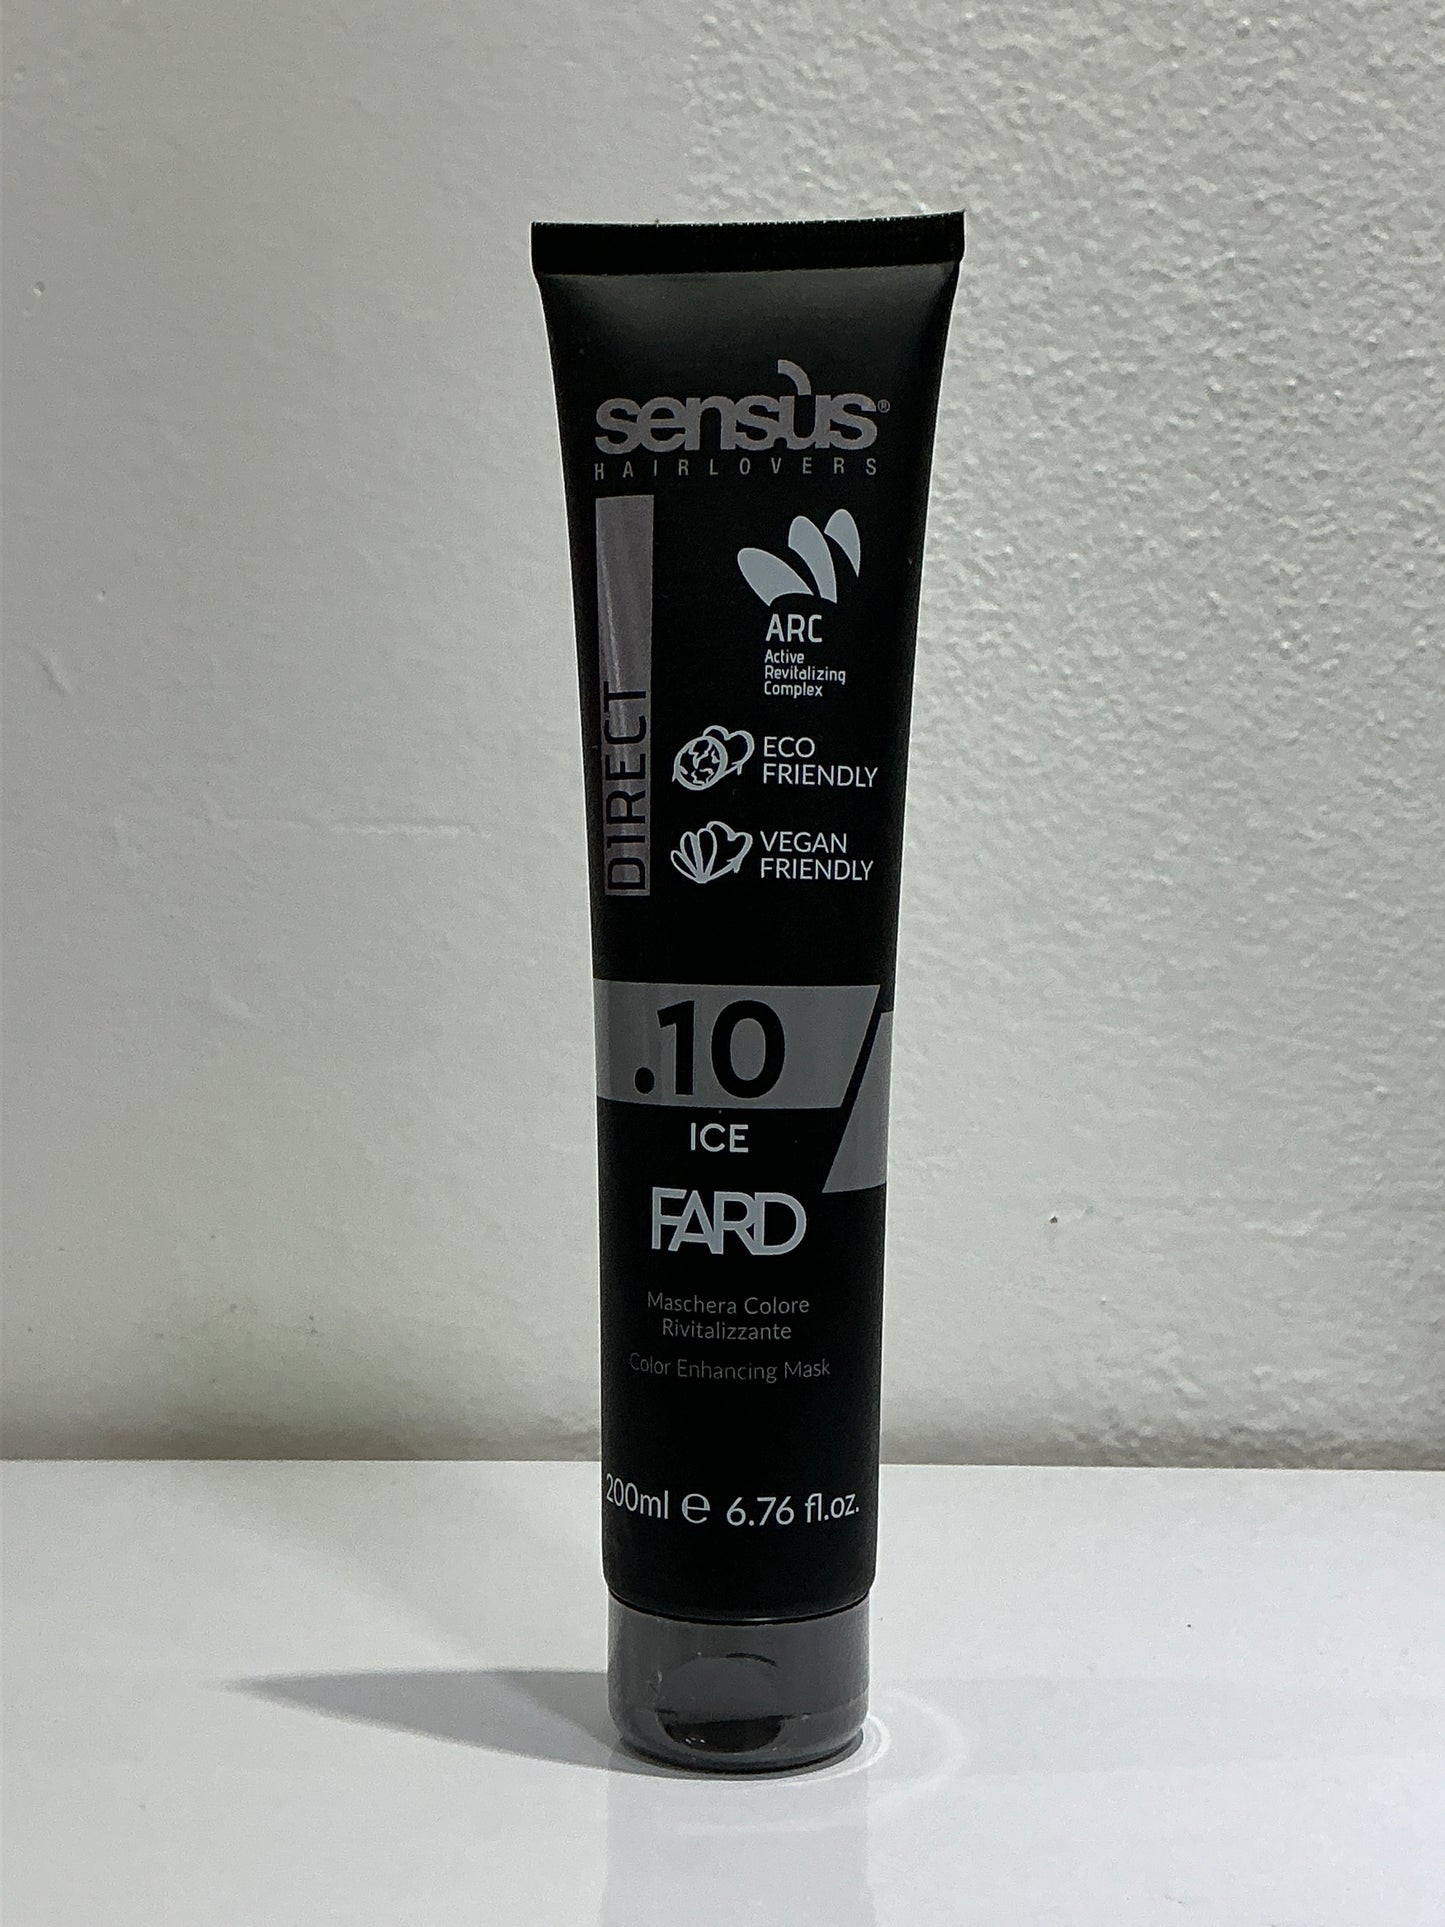 sensùs®
HAIRLOVERS
DIRECT
ARC
Active
Revitalizing
Complex
ECO
FRIENDLY
VEGAN
FRIENDLY
.10
ICE
FARD
Maschera Colore
Rivitalizzante
Color Enhancing Mask
200ml ℮ 6.76 fl.oz.